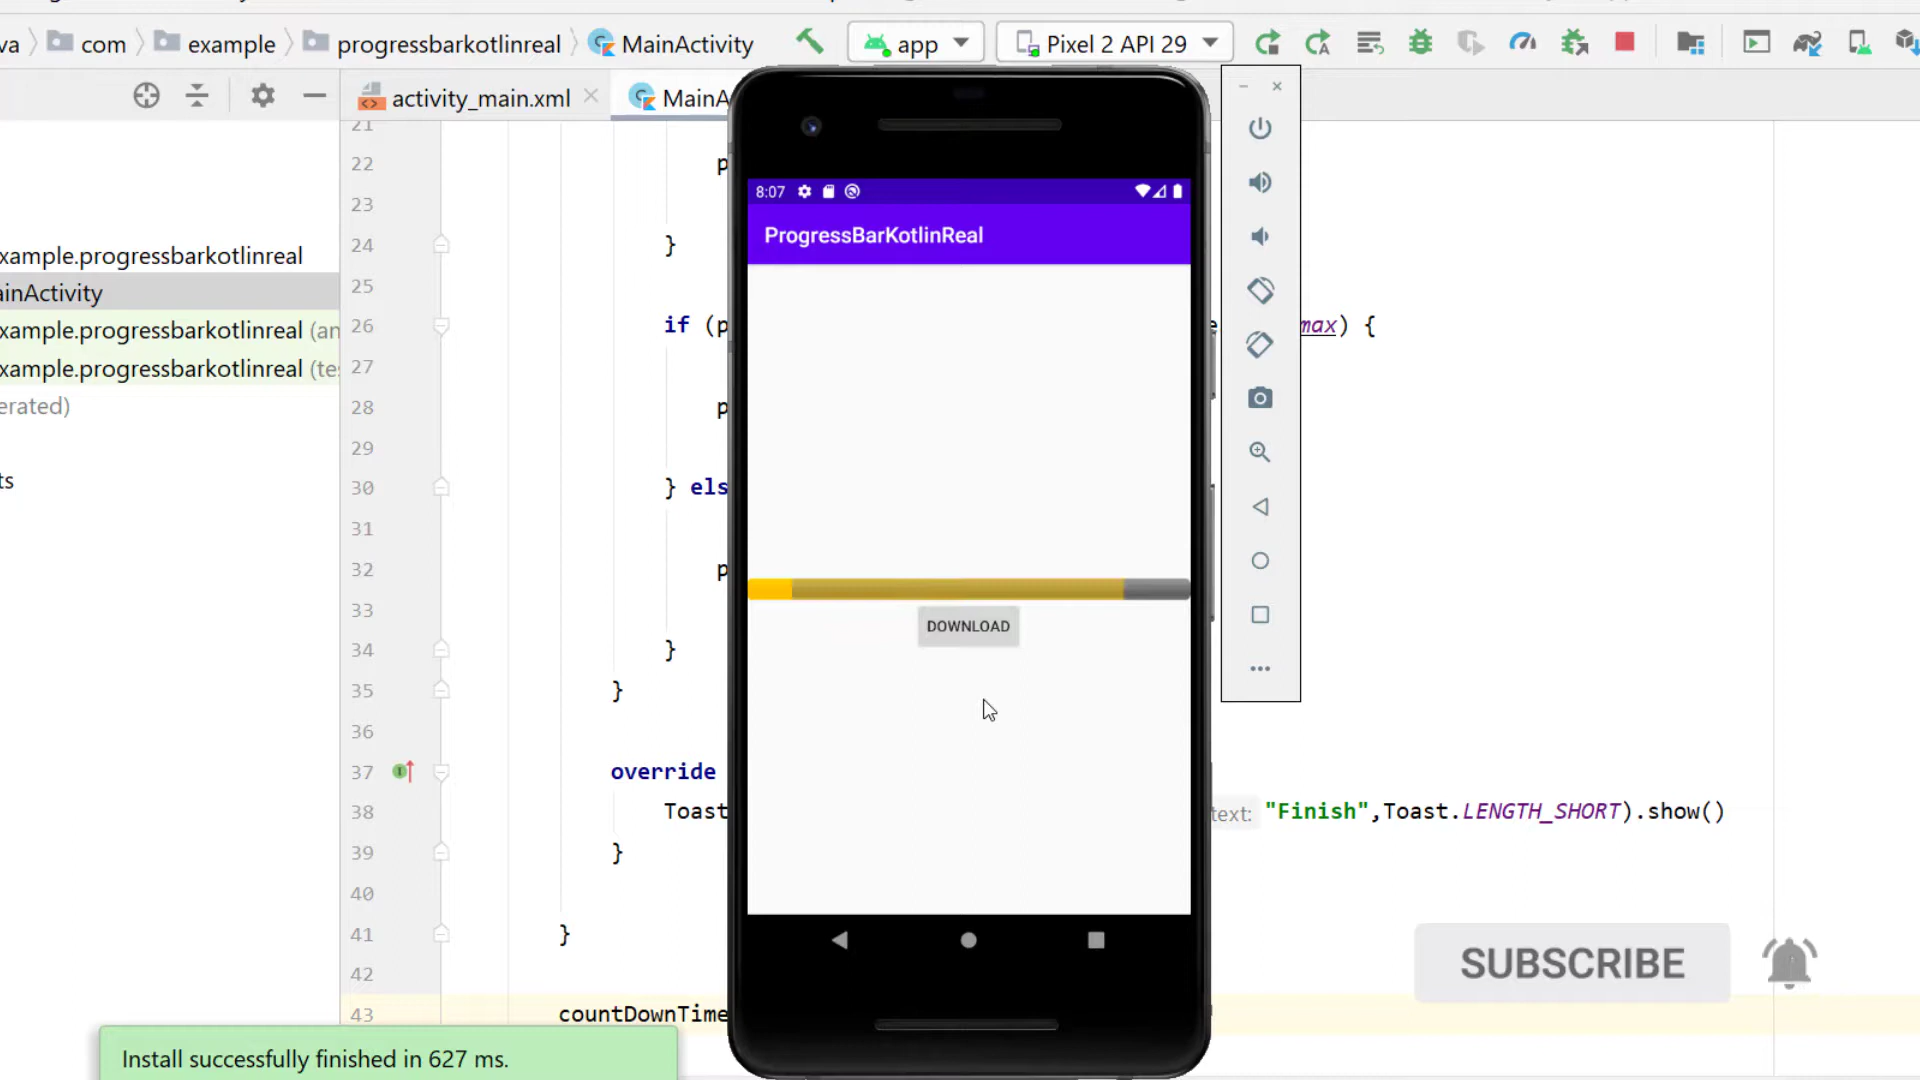 va com example progressbarkotlinreal MainActivity app Pixel 2 API 29
activity_main.xml MainA
21
22 p
23
24 }
25
26 if (p e max) {
27
28 p
29
30 } els
31
32 p
33
34 }
35 }
36
37 override
38 Toast text: "Finish",Toast.LENGTH_SHORT).show()
39 }
40
41 }
42
43 countDownTime
xample.progressbarkotlinreal
ainActivity
xample.progressbarkotlinreal (an
xample.progressbarkotlinreal (te
erated)
ts
8:07
ProgressBarKotlinReal
DOWNLOAD
SUBSCRIBE
Install successfully finished in 627 ms.